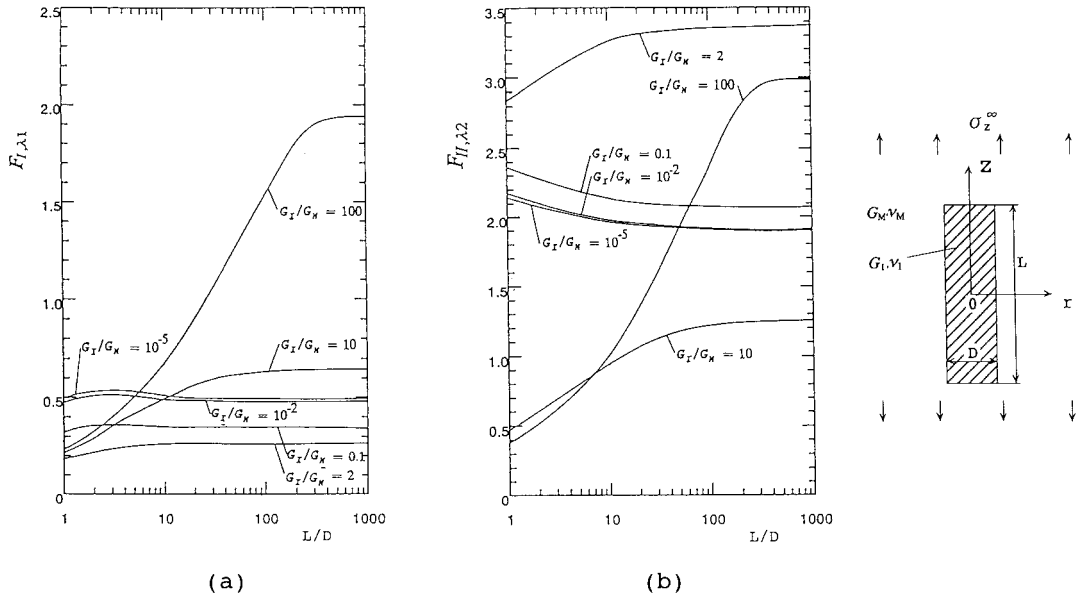 F_{I,λ1}
2.5
2.0
1.5
1.0
0.5
0
G_I/G_M = 100
G_I/G_M = 10^{-5}
G_I/G_M = 10
G_I/G_M = 10^{-2}
G_I/G_M = 0.1
G_I/G_M = 2
1 10 100 1000
L/D
(a)
F_{II,λ2}
3.5
3.0
2.5
2.0
1.5
1.0
0.5
0
G_I/G_M = 2
G_I/G_M = 100
G_I/G_M = 0.1
G_I/G_M = 10^{-2}
G_I/G_M = 10^{-5}
G_I/G_M = 10
1 10 100 1000
L/D
(b)
σ_z^∞
z
G_M,ν_M
G_I,ν_I
L
0
r
D